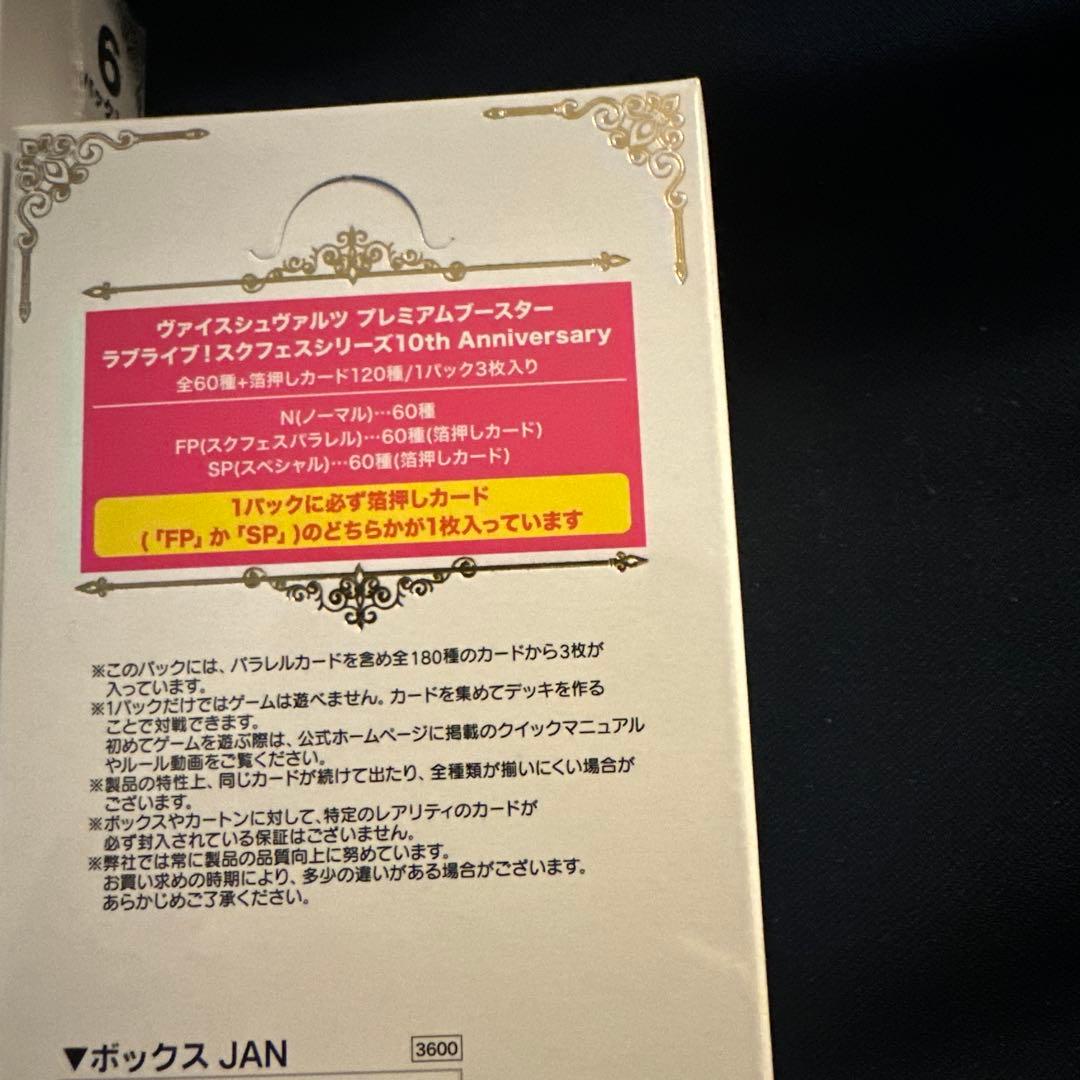 6
パック
ヴァイスシュヴァルツ プレミアムブースター
ラブライブ!スクフェスシリーズ10th Anniversary
全60種+箔押しカード120種/1パック3枚入り
N(ノーマル)…60種
FP(スクフェスパラレル)…60種(箔押しカード)
SP(スペシャル)…60種(箔押しカード)
1パックに必ず箔押しカード
(「FP」か「SP」)のどちらかが1枚入っています
※このパックには、パラレルカードを含め全180種のカードから3枚が
入っています。
※1パックだけではゲームは遊べません。カードを集めてデッキを作る
ことで対戦できます。
初めてゲームを遊ぶ際は、公式ホームページに掲載のクイックマニュアル
やルール動画をご覧ください。
※製品の特性上、同じカードが続けて出たり、全種類が揃いにくい場合が
ございます。
※ボックスやカートンに対して、特定のレアリティのカードが
必ず封入されている保証はございません。
※弊社では常に製品の品質向上に努めています。
お買い求めの時期により、多少の違いがある場合がございます。
あらかじめご了承ください。
▼ボックス JAN
3600